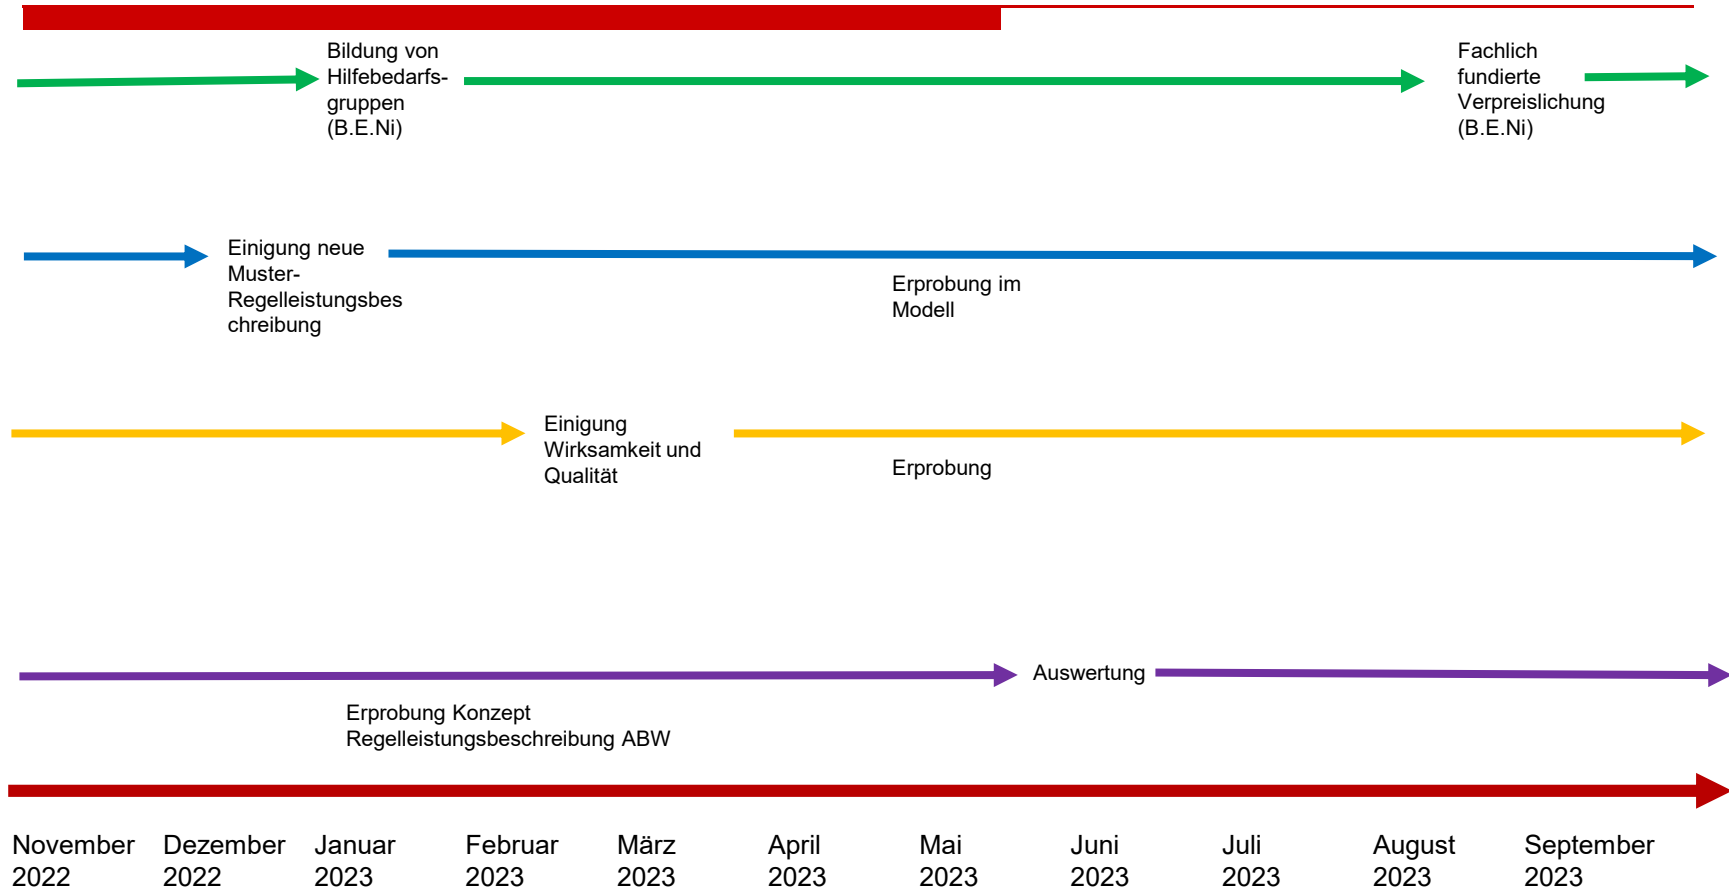 Bildung von
Hilfebedarfs-
gruppen
(B.E.Ni)
Fachlich
fundierte
Verpreislichung
(B.E.Ni)
Einigung neue
Muster-
Regelleistungsbes
chreibung
Erprobung im
Modell
Einigung
Wirksamkeit und
Qualität
Erprobung
Auswertung
Erprobung Konzept
Regelleistungsbeschreibung ABW
November
2022
Dezember
2022
Januar
2023
Februar
2023
März
2023
April
2023
Mai
2023
Juni
2023
Juli
2023
August
2023
September
2023